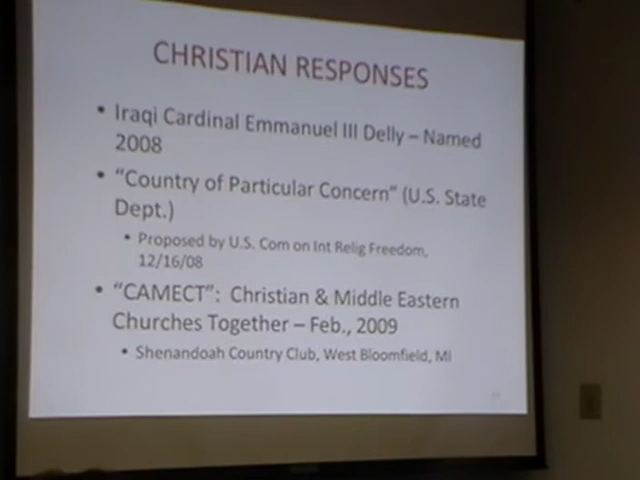 CHRISTIAN RESPONSES
• Iraqi Cardinal Emmanuel III Delly – Named
2008
• "Country of Particular Concern" (U.S. State
Dept.)
• Proposed by U.S. Com on Int Relig Freedom,
12/16/08
• "CAMECT": Christian & Middle Eastern
Churches Together – Feb., 2009
• Shenandoah Country Club, West Bloomfield, MI